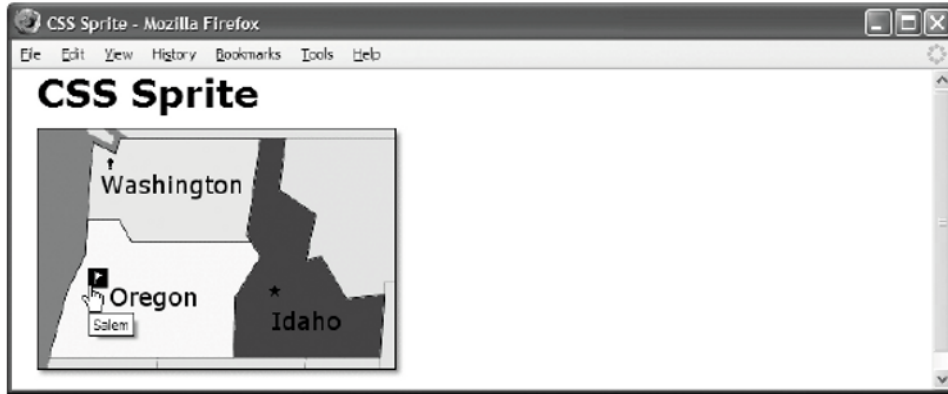 CSS Sprite - Mozilla Firefox
File Edit View History Bookmarks Tools Help
CSS Sprite
Washington
Oregon
Salem
Idaho